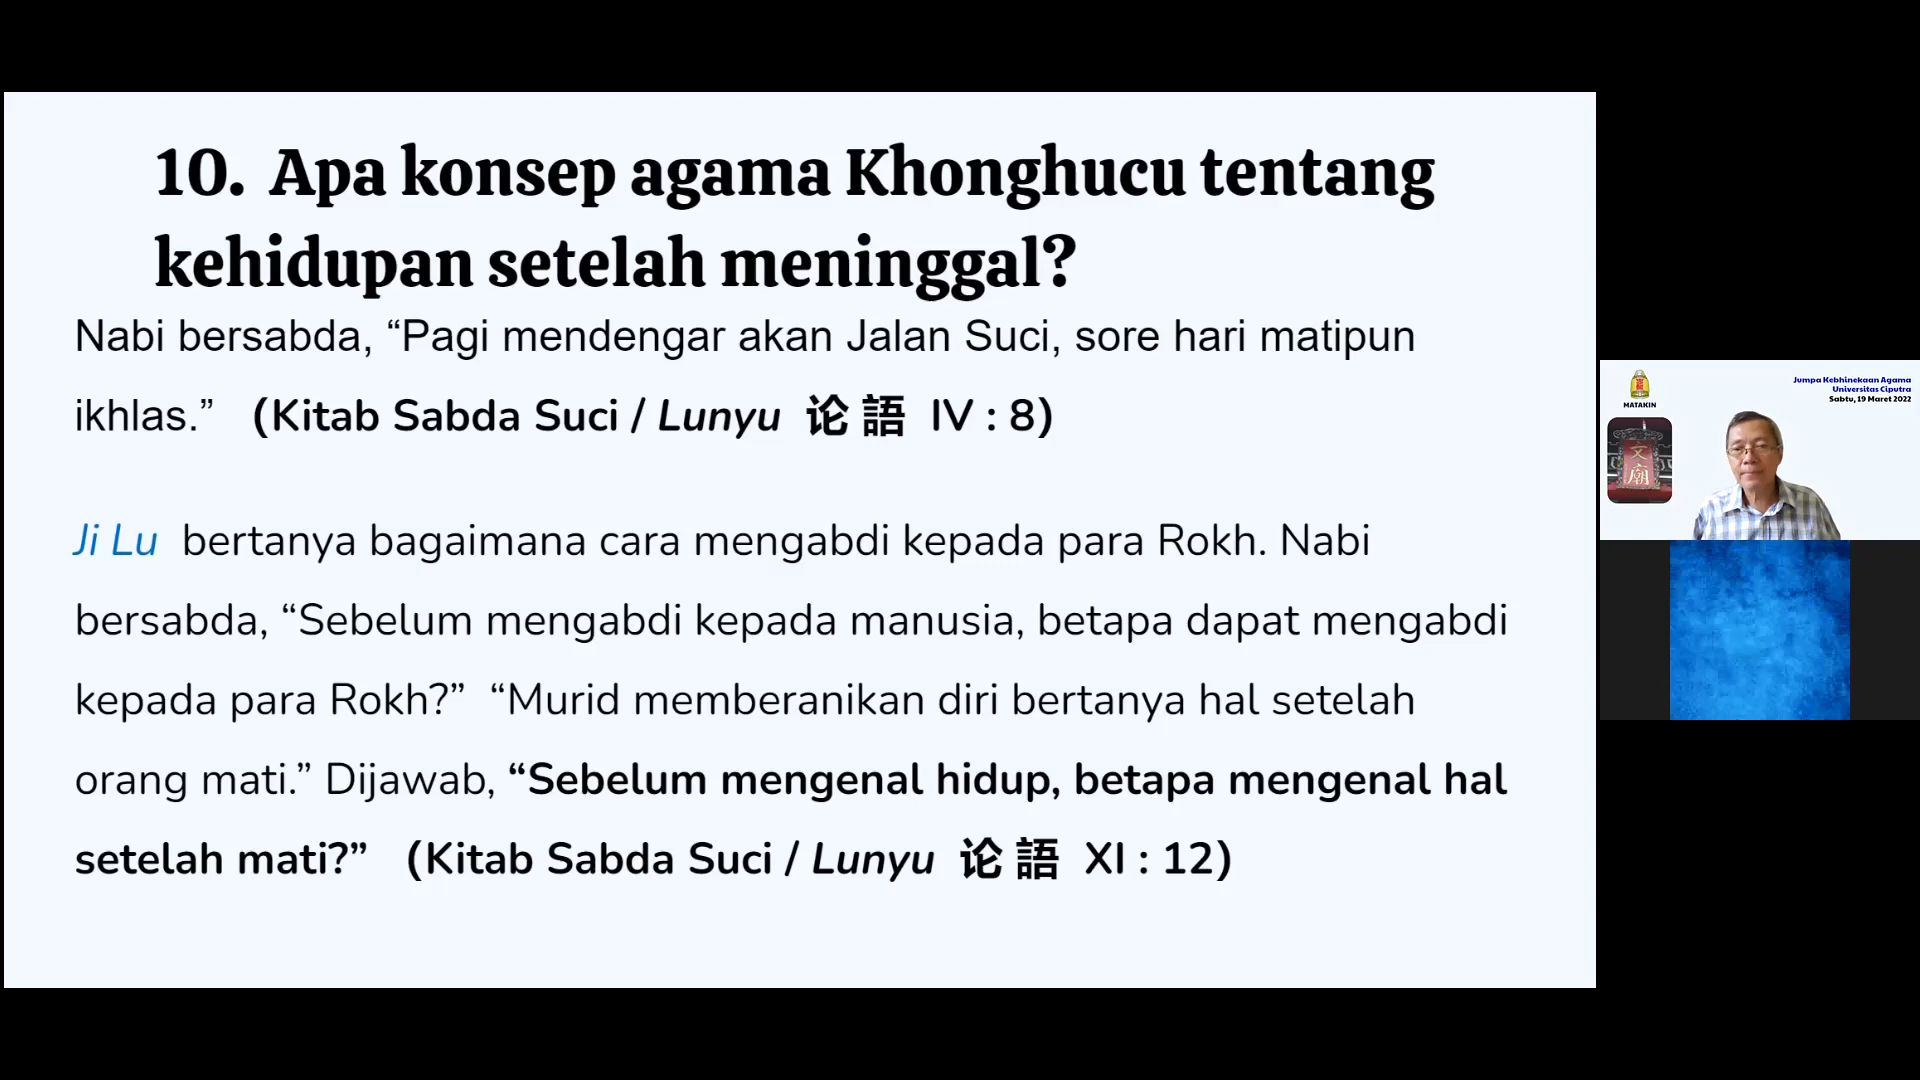 10. Apa konsep agama Khonghucu tentang
kehidupan setelah meninggal?
Nabi bersabda, “Pagi mendengar akan Jalan Suci, sore hari matipun
ikhlas.” (Kitab Sabda Suci / Lunyu 论 語 IV : 8)
Ji Lu bertanya bagaimana cara mengabdi kepada para Rokh. Nabi
bersabda, “Sebelum mengabdi kepada manusia, betapa dapat mengabdi
kepada para Rokh?” “Murid memberanikan diri bertanya hal setelah
orang mati.” Dijawab, “Sebelum mengenal hidup, betapa mengenal hal
setelah mati?” (Kitab Sabda Suci / Lunyu 论 語 XI : 12)
MATAKIN
Jumpa Kebhinekaan Agama
Universitas Ciputra
Sabtu, 19 Maret 2022
文
廟